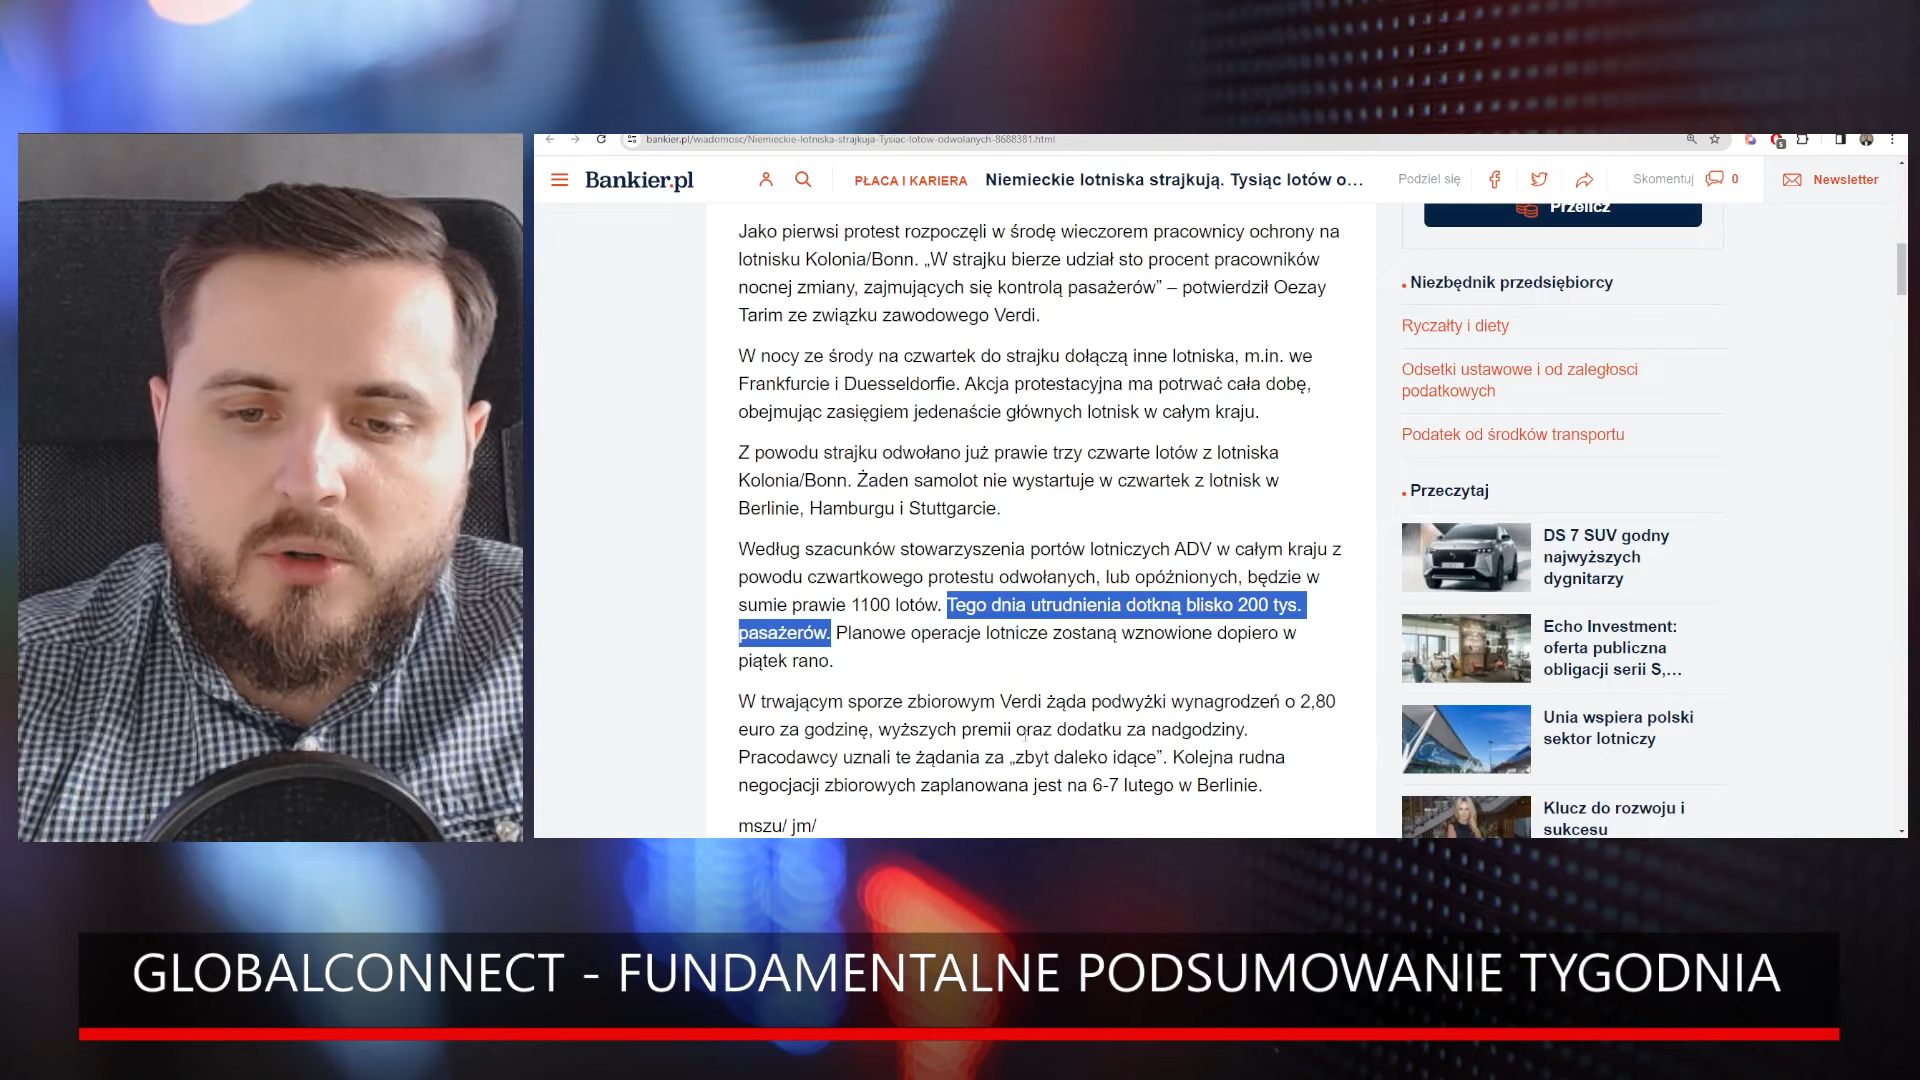 bankier.pl/wiadomosc/Niemieckie-lotniska-strajkuja-Tysiac-lotow-odwolanych-8688381.html
Bankier.pl
PŁACA I KARIERA
Niemieckie lotniska strajkują. Tysiąc lotów o...
Podziel się
Skomentuj
0
Newsletter
Jako pierwsi protest rozpoczęli w środę wieczorem pracownicy ochrony na
lotnisku Kolonia/Bonn. „W strajku bierze udział sto procent pracowników
nocnej zmiany, zajmujących się kontrolą pasażerów” – potwierdził Oezay
Tarim ze związku zawodowego Verdi.
W nocy ze środy na czwartek do strajku dołączą inne lotniska, m.in. we
Frankfurcie i Duesseldorfie. Akcja protestacyjna ma potrwać cała dobę,
obejmując zasięgiem jedenaście głównych lotnisk w całym kraju.
Z powodu strajku odwołano już prawie trzy czwarte lotów z lotniska
Kolonia/Bonn. Żaden samolot nie wystartuje w czwartek z lotnisk w
Berlinie, Hamburgu i Stuttgarcie.
Według szacunków stowarzyszenia portów lotniczych ADV w całym kraju z
powodu czwartkowego protestu odwołanych, lub opóźnionych, będzie w
sumie prawie 1100 lotów. Tego dnia utrudnienia dotkną blisko 200 tys.
pasażerów. Planowe operacje lotnicze zostaną wznowione dopiero w
piątek rano.
W trwającym sporze zbiorowym Verdi żąda podwyżki wynagrodzeń o 2,80
euro za godzinę, wyższych premii oraz dodatku za nadgodziny.
Pracodawcy uznali te żądania za „zbyt daleko idące”. Kolejna rudna
negocjacji zbiorowych zaplanowana jest na 6-7 lutego w Berlinie.
mszu/ jm/
Przelicz
Niezbędnik przedsiębiorcy
Ryczałty i diety
Odsetki ustawowe i od zaległosci
podatkowych
Podatek od środków transportu
Przeczytaj
DS 7 SUV godny
najwyższych
dygnitarzy
Echo Investment:
oferta publiczna
obligacji serii S,...
Unia wspiera polski
sektor lotniczy
Klucz do rozwoju i
sukcesu
GLOBALCONNECT - FUNDAMENTALNE PODSUMOWANIE TYGODNIA